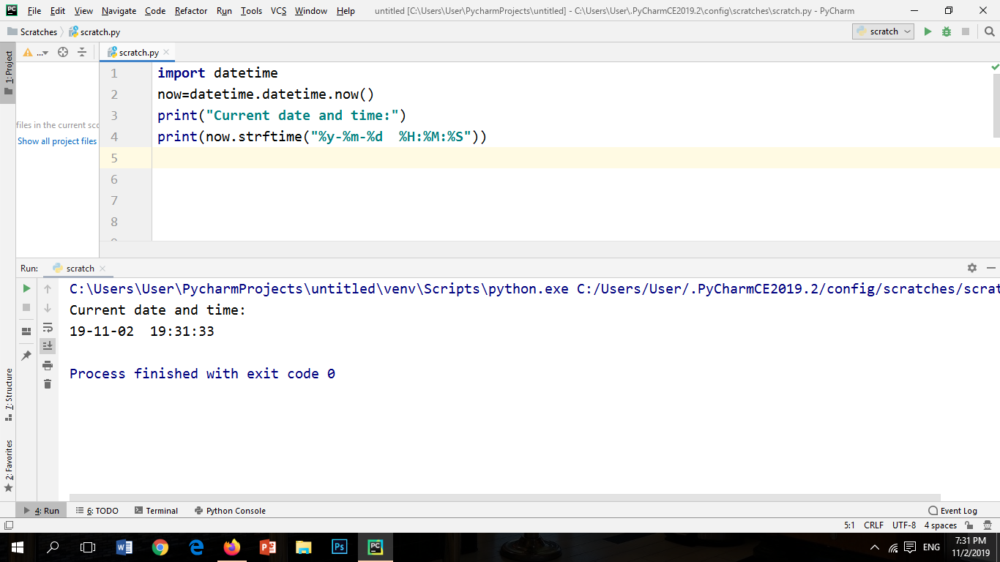 File Edit View Navigate Code Refactor Run Tools VCS Window Help untitled [C:\Users\User\PycharmProjects\untitled] - C:\Users\User\.PyCharmCE2019.2\config\scratches\scratch.py - PyCharm
Scratches scratch.py scratch
... scratch.py
1: Project
1 import datetime
2 now=datetime.datetime.now()
3 print("Current date and time:")
files in the current sco
4 print(now.strftime("%y-%m-%d  %H:%M:%S"))
Show all project files
5
6
7
8
Run: scratch
C:\Users\User\PycharmProjects\untitled\venv\Scripts\python.exe C:/Users/User/.PyCharmCE2019.2/config/scratches/scrat
Current date and time:
19-11-02  19:31:33
Process finished with exit code 0
7: Structure
2: Favorites
4: Run 6: TODO Terminal Python Console Event Log
5:1 CRLF UTF-8 4 spaces
ENG 7:31 PM
11/2/2019